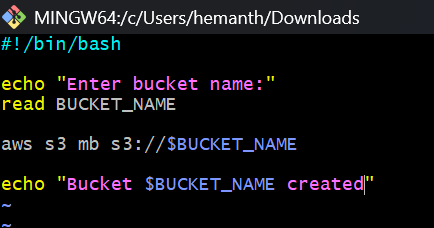 MINGW64:/c/Users/hemanth/Downloads
#!/bin/bash
echo "Enter bucket name:"
read BUCKET_NAME
aws s3 mb s3://$BUCKET_NAME
echo "Bucket $BUCKET_NAME created"
~
~